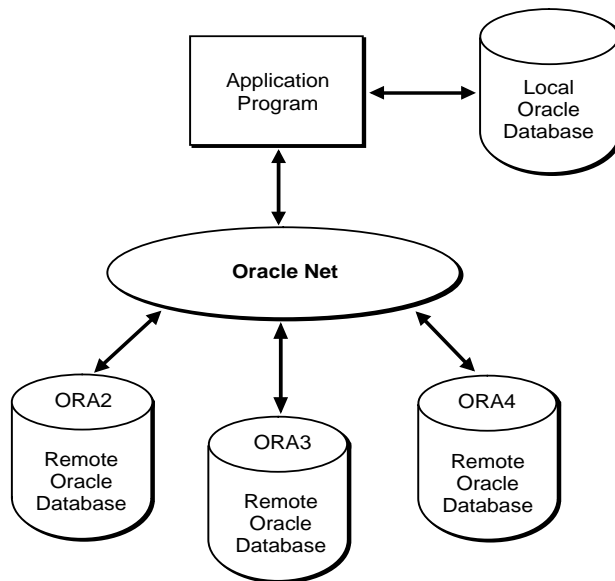 Application
Program
Local
Oracle
Database
Oracle Net
ORA2
Remote
Oracle
Database
ORA3
Remote
Oracle
Database
ORA4
Remote
Oracle
Database